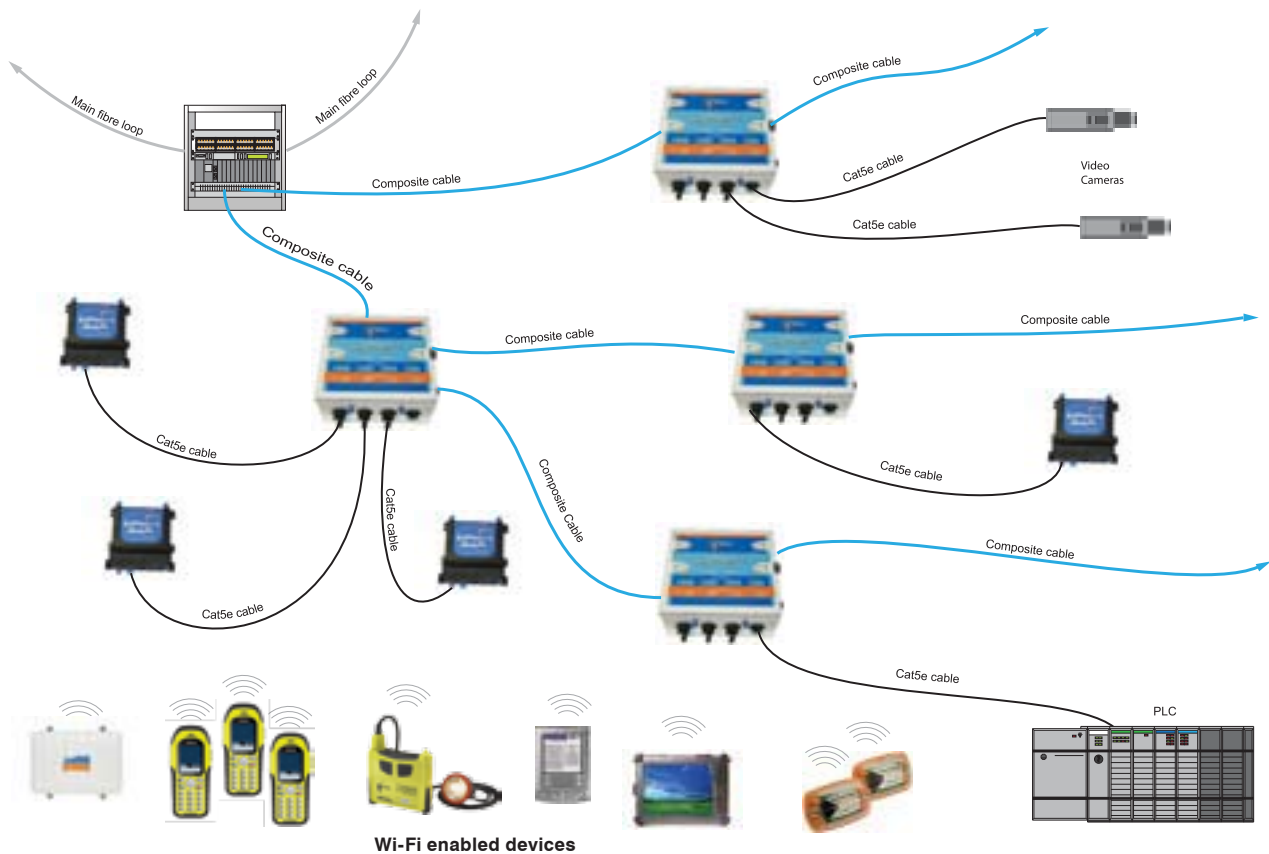 Main fibre loop
Main fibre loop
Composite cable
Composite cable
Cat5e cable
Video
Cameras
Cat5e cable
Composite cable
Composite cable
Composite cable
Cat5e cable
Cat5e cable
Composite Cable
Cat5e cable
Composite cable
Cat5e cable
Cat5e cable
PLC
Wi-Fi enabled devices